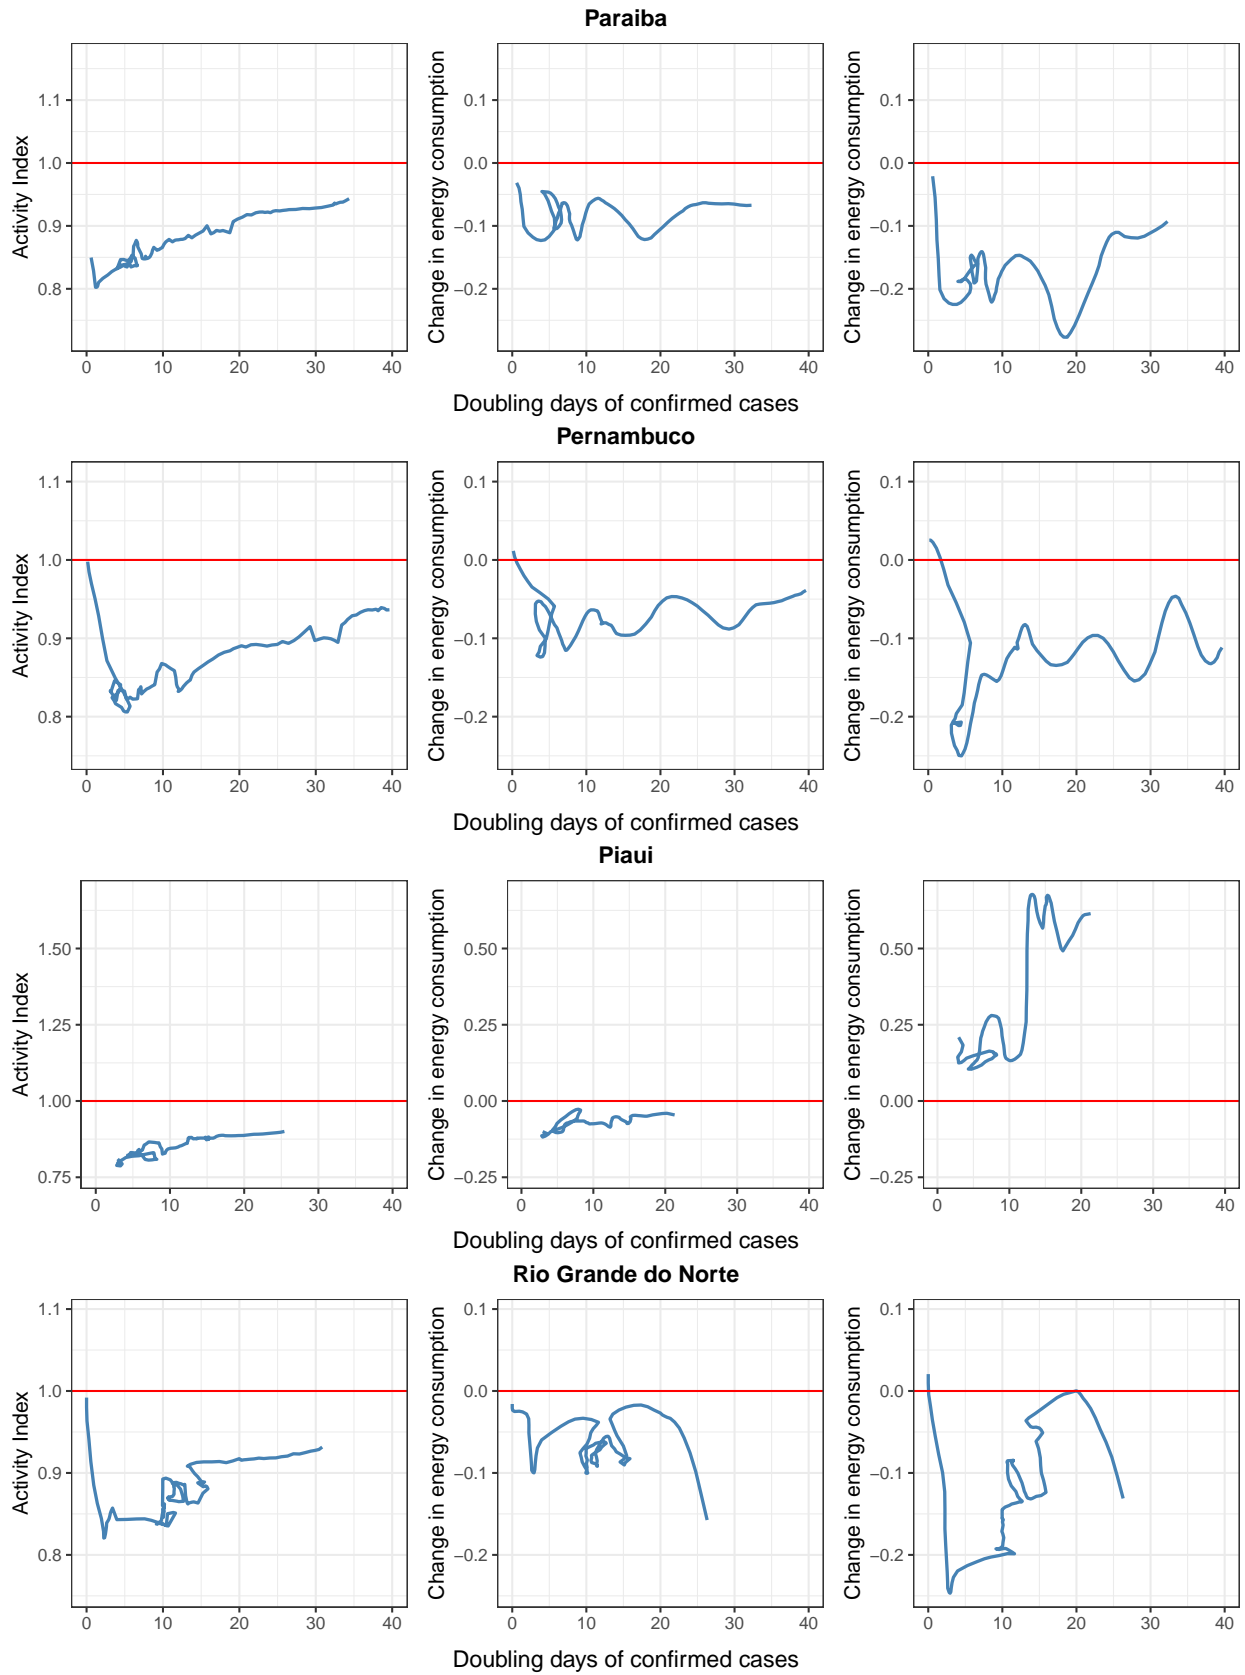 Paraiba
Activity Index
1.1
1.0
0.9
0.8
0 10 20 30 40
Change in energy consumption
0.1
0.0
−0.1
−0.2
0 10 20 30 40
Change in energy consumption
0.1
0.0
−0.1
−0.2
0 10 20 30 40
Doubling days of confirmed cases
Pernambuco
Activity Index
1.1
1.0
0.9
0.8
0 10 20 30 40
Change in energy consumption
0.1
0.0
−0.1
−0.2
0 10 20 30 40
Change in energy consumption
0.1
0.0
−0.1
−0.2
0 10 20 30 40
Doubling days of confirmed cases
Piaui
Activity Index
1.50
1.25
1.00
0.75
0 10 20 30 40
Change in energy consumption
0.50
0.25
0.00
−0.25
0 10 20 30 40
Change in energy consumption
0.50
0.25
0.00
−0.25
0 10 20 30 40
Doubling days of confirmed cases
Rio Grande do Norte
Activity Index
1.1
1.0
0.9
0.8
0 10 20 30 40
Change in energy consumption
0.1
0.0
−0.1
−0.2
0 10 20 30 40
Change in energy consumption
0.1
0.0
−0.1
−0.2
0 10 20 30 40
Doubling days of confirmed cases